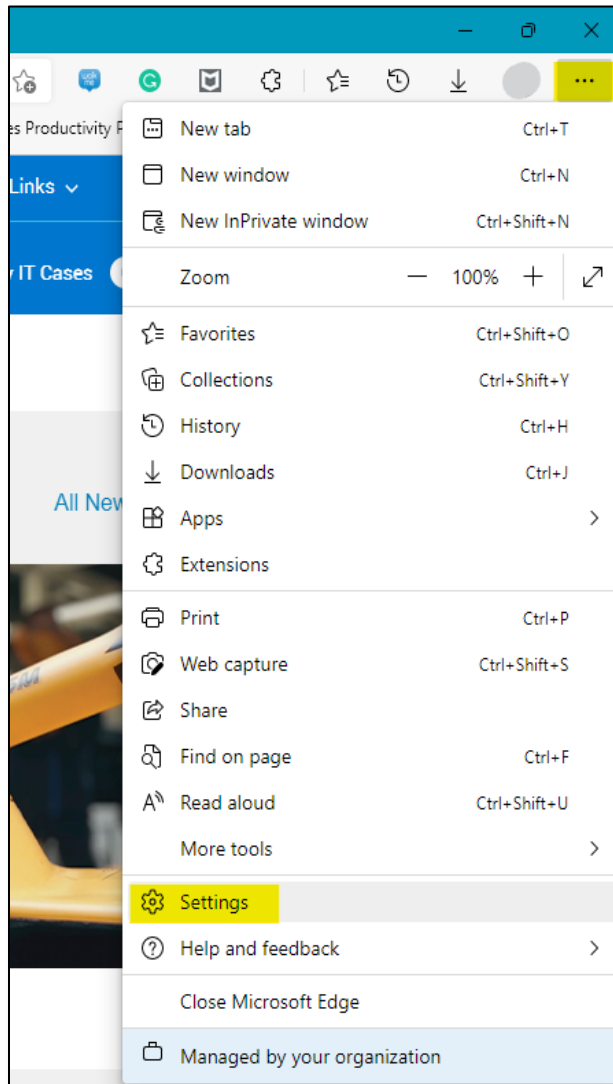 es Productivity
Links
IT Cases
All New
New tab Ctrl+T
New window Ctrl+N
New InPrivate window Ctrl+Shift+N
Zoom — 100% +
Favorites Ctrl+Shift+O
Collections Ctrl+Shift+Y
History Ctrl+H
Downloads Ctrl+J
Apps
Extensions
Print Ctrl+P
Web capture Ctrl+Shift+S
Share
Find on page Ctrl+F
Read aloud Ctrl+Shift+U
More tools
Settings
Help and feedback
Close Microsoft Edge
Managed by your organization